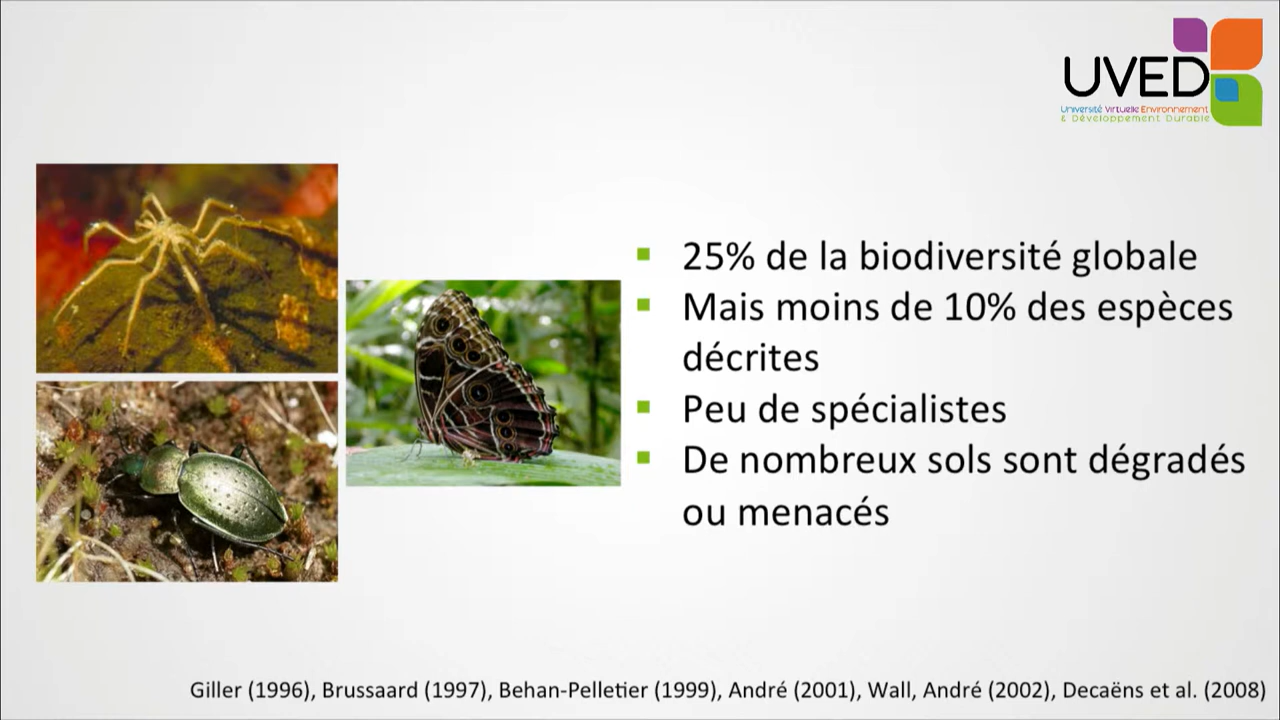 UVED
Université Virtuelle Environnement
& Développement Durable
25% de la biodiversité globale
Mais moins de 10% des espèces
décrites
Peu de spécialistes
De nombreux sols sont dégradés
ou menacés
Giller (1996), Brussaard (1997), Behan-Pelletier (1999), André (2001), Wall, André (2002), Decaëns et al. (2008)